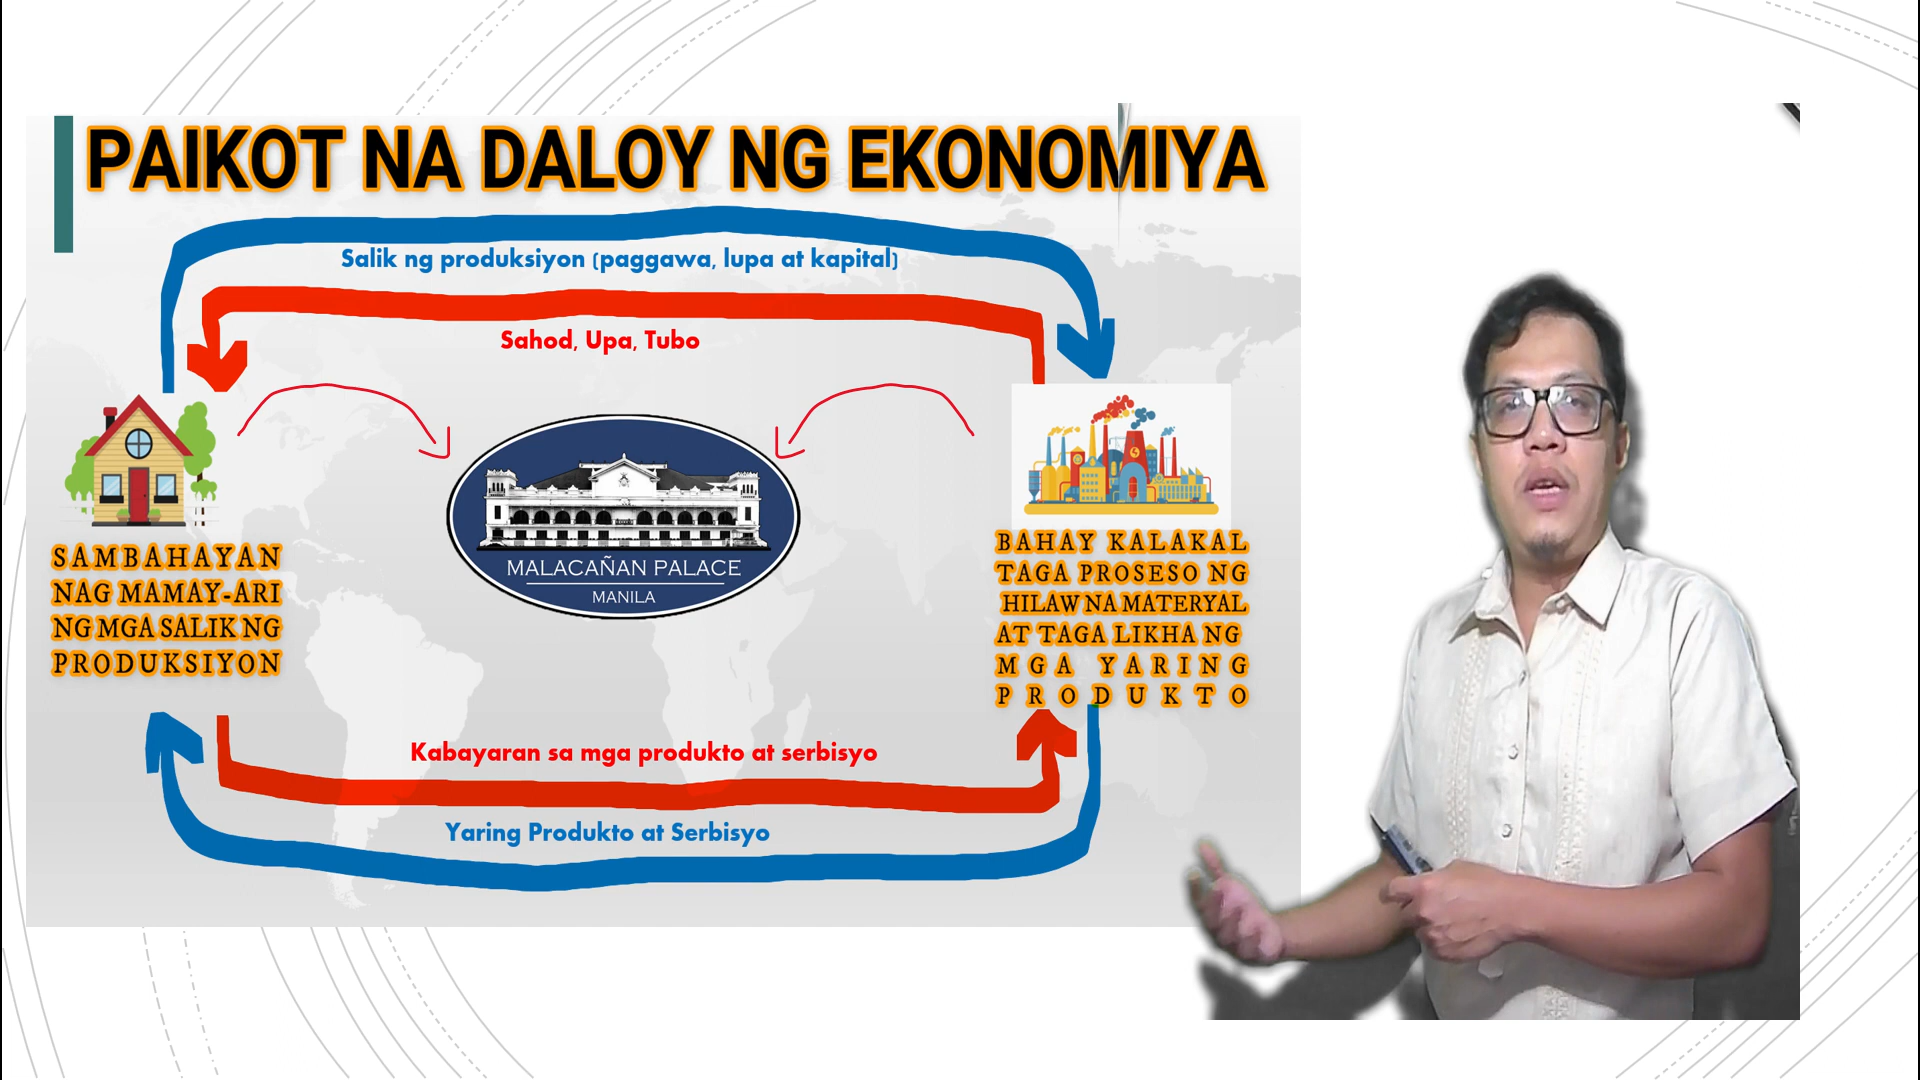 PAIKOT NA DALOY NG EKONOMIYA
Salik ng produksiyon (paggawa, lupa at kapital)
Sahod, Upa, Tubo
SAMBAHAYAN
NAG MAMAY-ARI
NG MGA SALIK NG
PRODUKSIYON
MALACAÑAN PALACE
MANILA
BAHAY KALAKAL
TAGA PROSESO NG
HILAW NA MATERYAL
AT TAGA LIKHA NG
MGA YARING
PRODUKTO
Kabayaran sa mga produkto at serbisyo
Yaring Produkto at Serbisyo